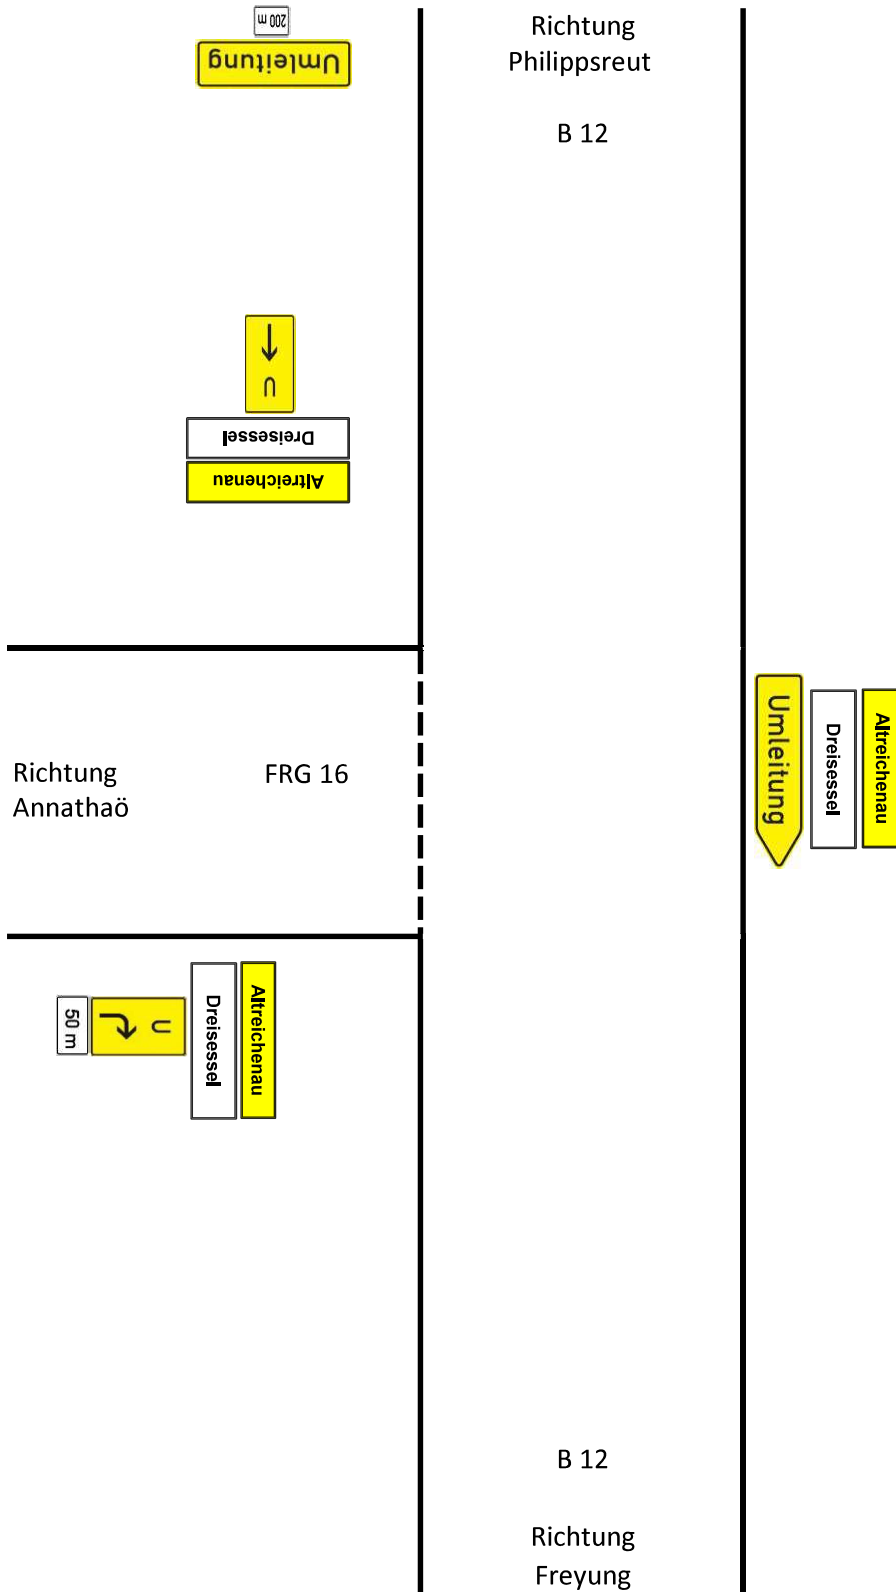 200 m
Umleitung
Richtung
Philippsreut
B 12
U
Dreisessel
Altreichenau
Richtung
Annathaö
FRG 16
Umleitung
Dreisessel
Altreichenau
50 m
U
Dreisessel
Altreichenau
B 12
Richtung
Freyung